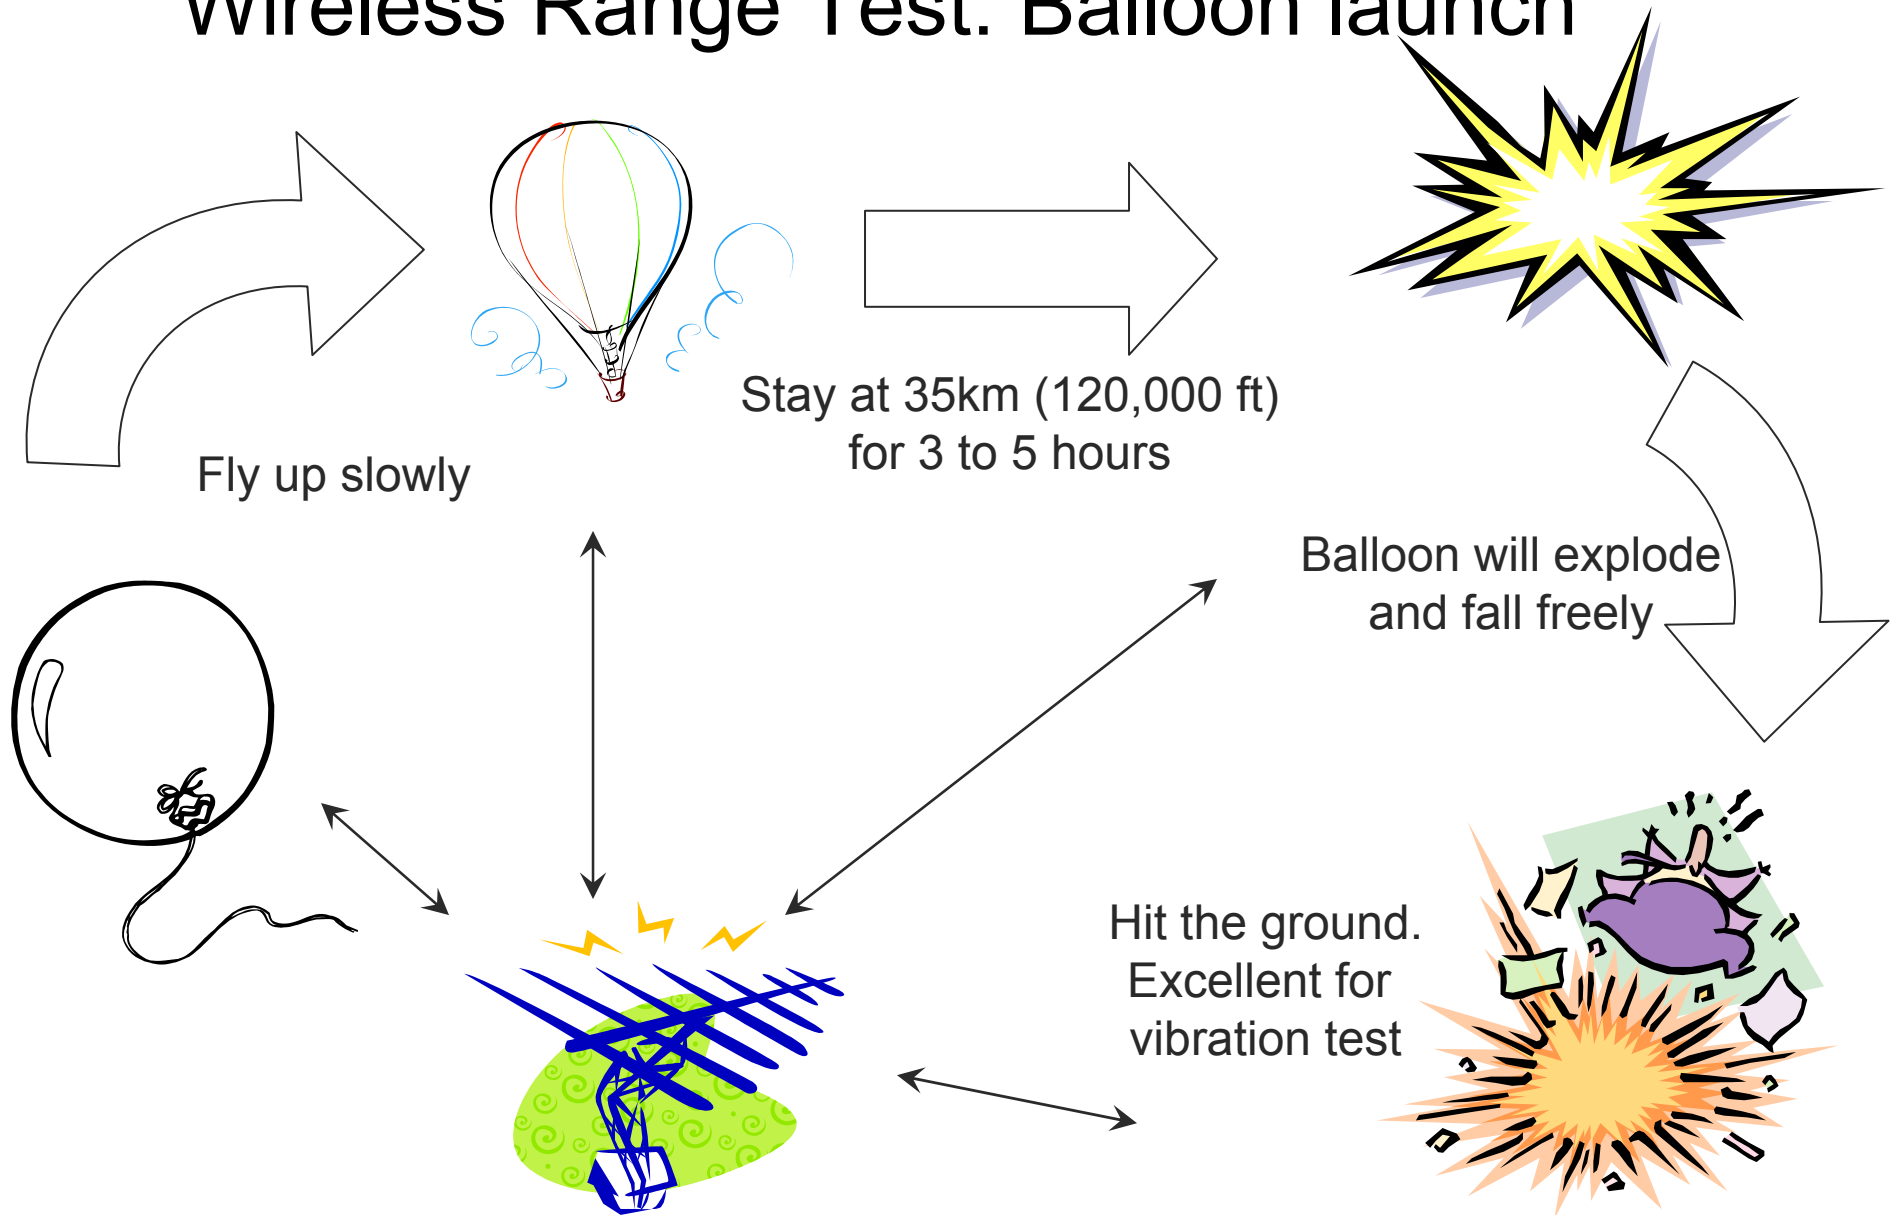 Wireless Range Test. Balloon launch
Stay at 35km (120,000 ft)
for 3 to 5 hours
Fly up slowly
Balloon will explode
and fall freely
Hit the ground.
Excellent for
vibration test